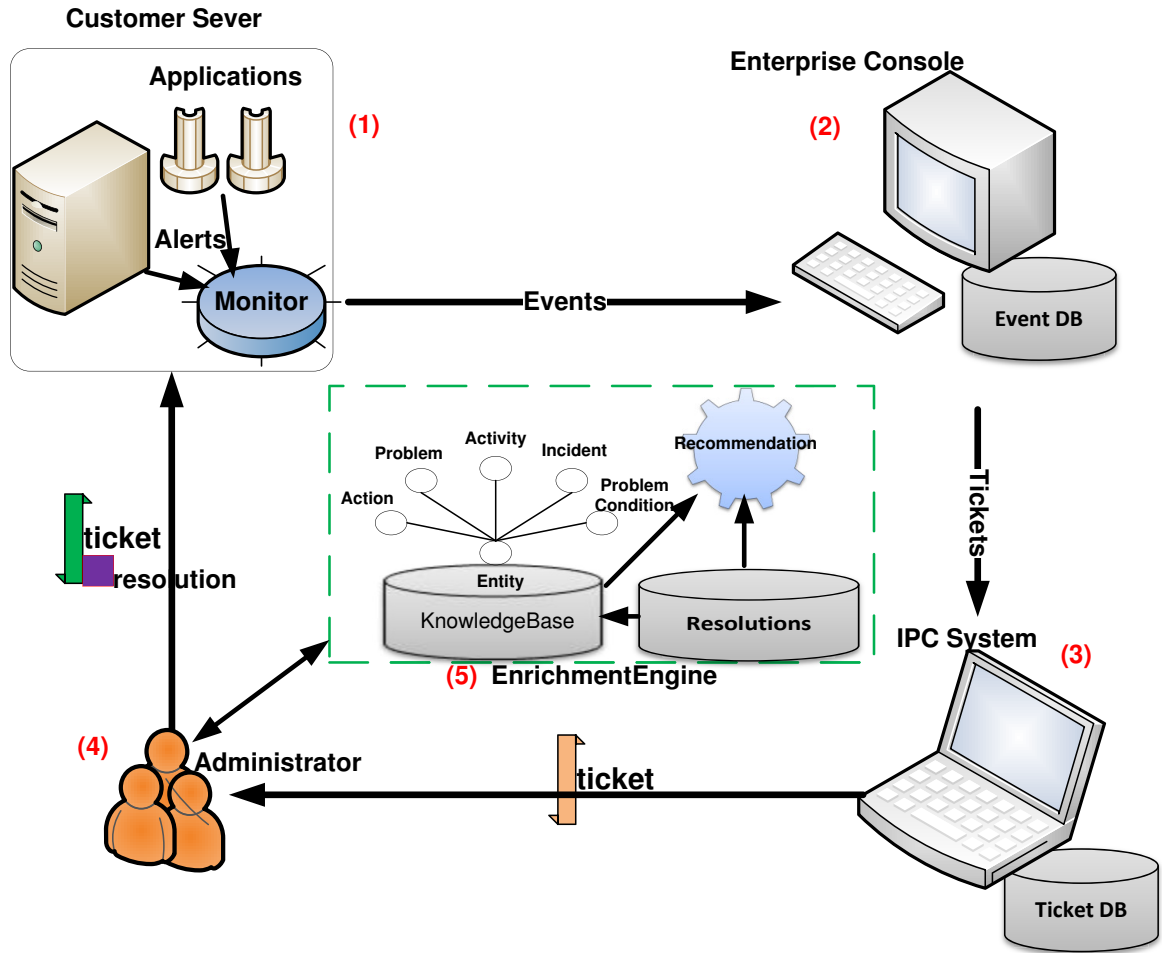 Customer Sever
Applications
(1)
Alerts
Monitor
Events
Enterprise Console
(2)
Event DB
Tickets
Recommendation
Activity
Problem
Incident
Action
Problem
Condition
Entity
KnowledgeBase
Resolutions
(5) EnrichmentEngine
ticket
resolution
IPC System
(3)
(4)
Administrator
ticket
Ticket DB